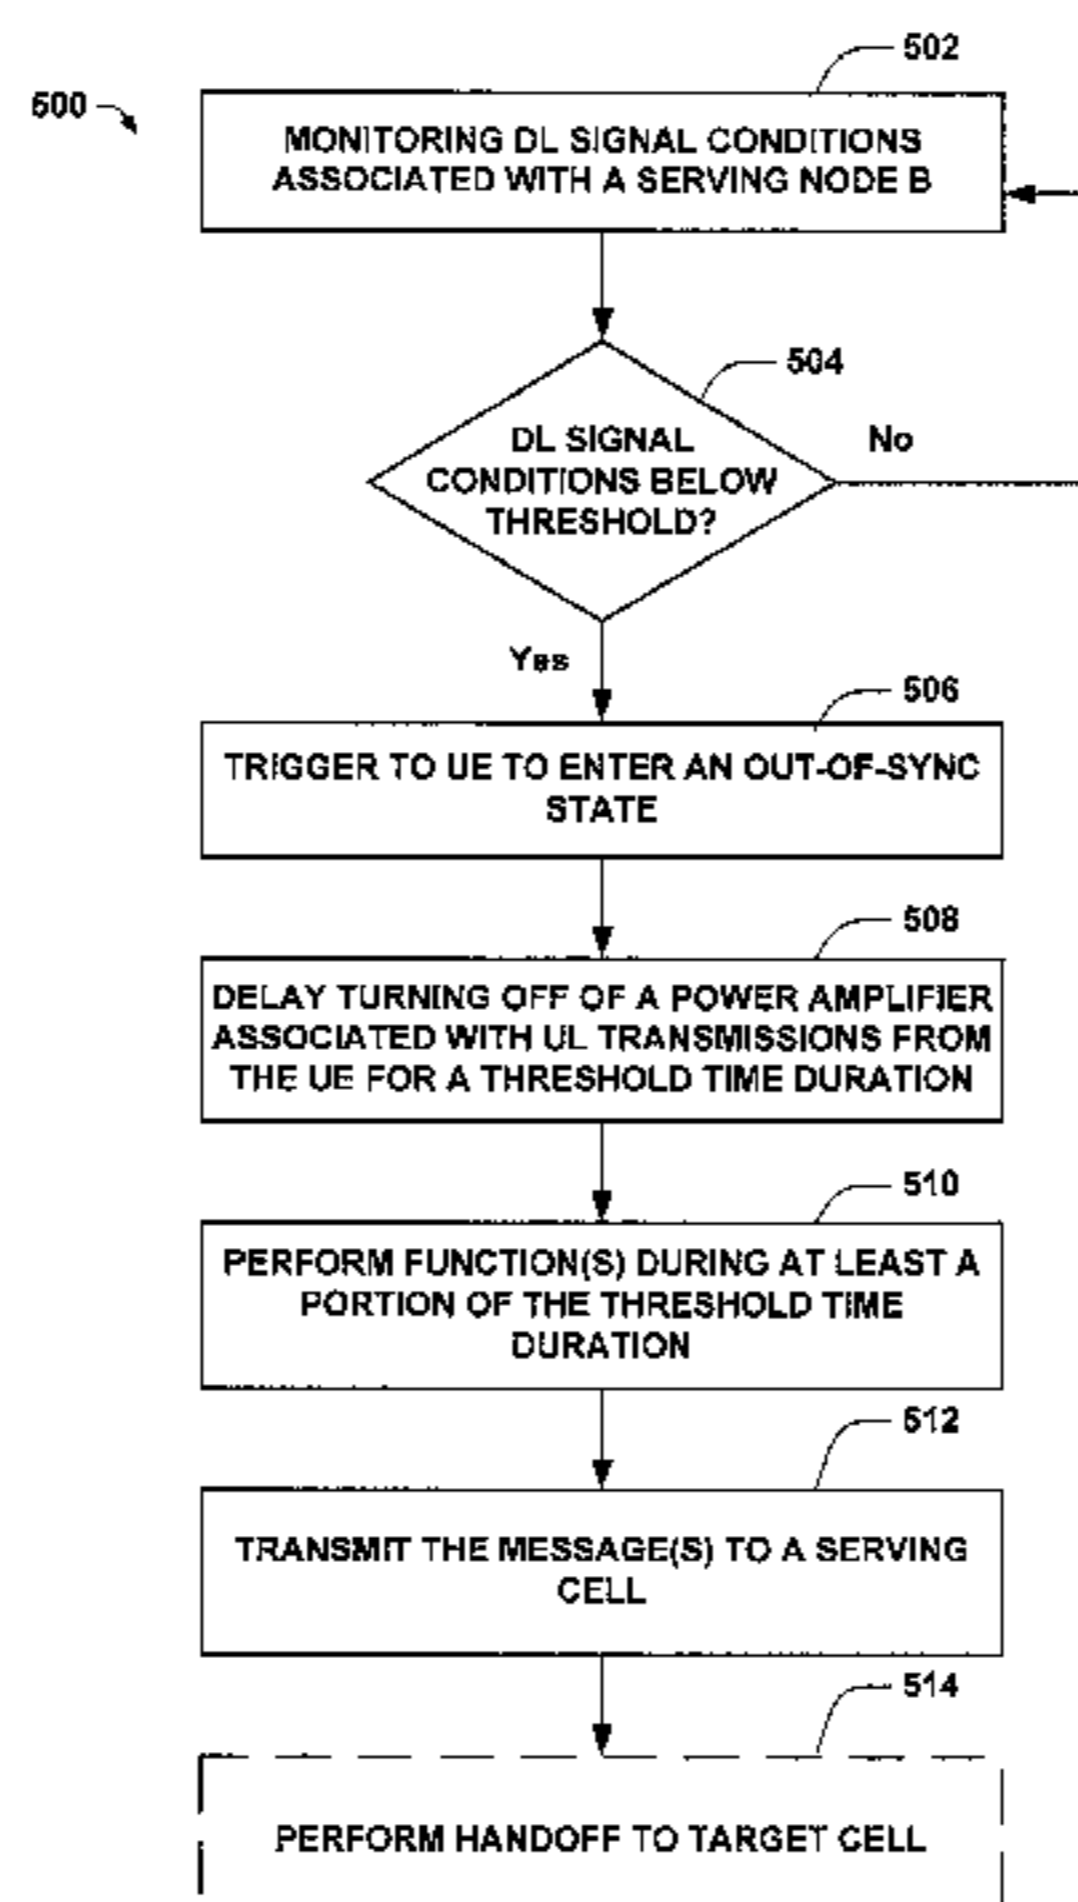 502
500
MONITORING DL SIGNAL CONDITIONS
ASSOCIATED WITH A SERVING NODE B
504
DL SIGNAL
CONDITIONS BELOW
THRESHOLD?
No
Yes
506
TRIGGER TO UE TO ENTER AN OUT-OF-SYNC
STATE
508
DELAY TURNING OFF OF A POWER AMPLIFIER
ASSOCIATED WITH UL TRANSMISSIONS FROM
THE UE FOR A THRESHOLD TIME DURATION
510
PERFORM FUNCTION(S) DURING AT LEAST A
PORTION OF THE THRESHOLD TIME
DURATION
512
TRANSMIT THE MESSAGE(S) TO A SERVING
CELL
514
PERFORM HANDOFF TO TARGET CELL